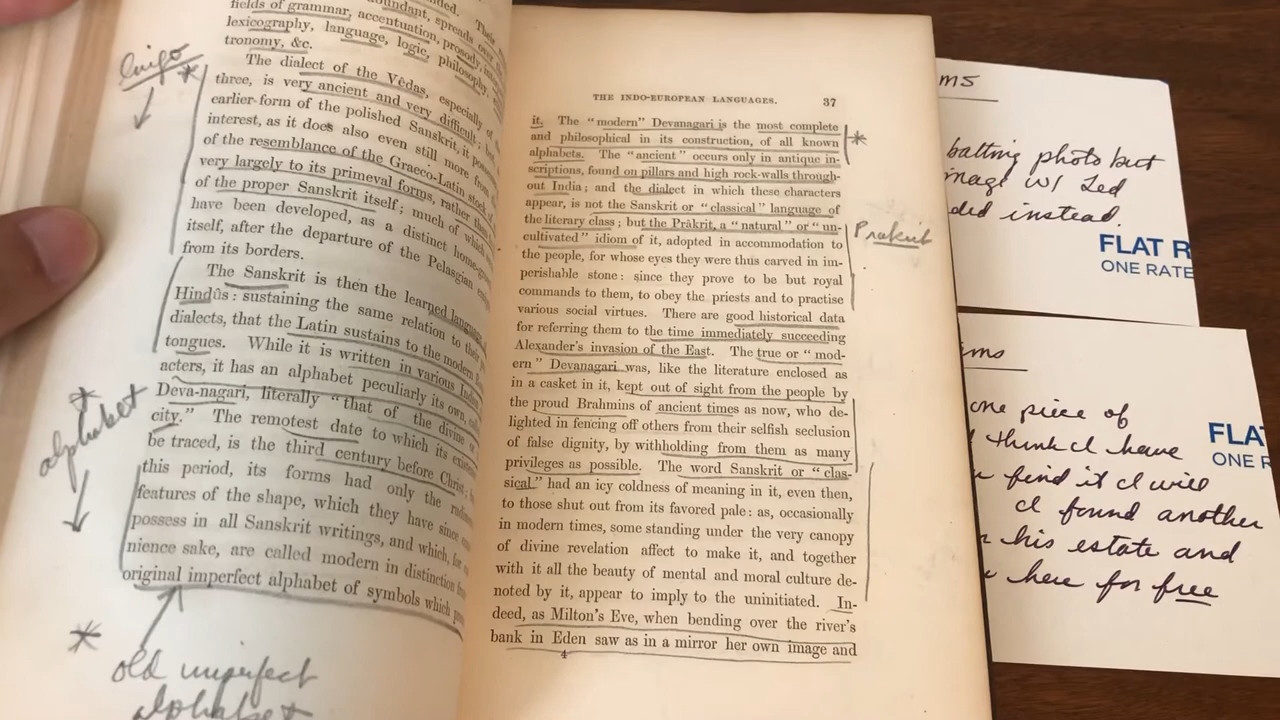 fields of grammar, accentuation, prosody,
lexicography, language, logic, philosophy,
tronomy, &c.
The dialect of the Vêdas, especially of
three, is very ancient and very difficult;
earlier form of the polished Sanskrit, it
interest, as it does also even still more from
of the resemblance of the Graeco-Latin stock
very largely to its primeval forms, rather than
of the proper Sanskrit itself; much of which
have been developed, as a distinct home-
itself, after the departure of the Pelasgian
from its borders.
The Sanskrit is then the learned language
Hindûs: sustaining the same relation to their
dialects, that the Latin sustains to the modern
tongues. While it is written in various
acters, it has an alphabet peculiarly its own,
Deva-nagari, literally "that of the divine
city." The remotest date to which its
be traced, is the third century before Christ;
this period, its forms had only the
features of the shape, which they have since
possess in all Sanskrit writings, and which, for
nience sake, are called modern in distinction
original imperfect alphabet of symbols which
lingo
*
*
alphabet
*
old imperfect
alphabet
THE INDO-EUROPEAN LANGUAGES. 37
it. The "modern" Devanagari is the most complete
and philosophical in its construction, of all known
alphabets. The "ancient" occurs only in antique in-
scriptions, found on pillars and high rock-walls through-
out India; and the dialect in which these characters
appear, is not the Sanskrit or "classical" language of
the literary class; but the Prâkrit, a "natural" or "un-
cultivated" idiom of it, adopted in accommodation to
the people, for whose eyes they were thus carved in im-
perishable stone: since they prove to be but royal
commands to them, to obey the priests and to practise
various social virtues. There are good historical data
for referring them to the time immediately succeeding
Alexander's invasion of the East. The true or "mod-
ern" Devanagari was, like the literature enclosed as
in a casket in it, kept out of sight from the people by
the proud Brahmins of ancient times as now, who de-
lighted in fencing off others from their selfish seclusion
of false dignity, by withholding from them as many
privileges as possible. The word Sanskrit or "clas-
sical" had an icy coldness of meaning in it, even then,
to those shut out from its favored pale: as, occasionally
in modern times, some standing under the very canopy
of divine revelation affect to make it, and together
with it all the beauty of mental and moral culture de-
noted by it, appear to imply to the uninitiated. In-
deed, as Milton's Eve, when bending over the river's
bank in Eden saw as in a mirror her own image and
4
*
Prakrit
batting photo but
w/ Ted
instead
FLAT R
ONE RATE
one piece of
I think I have
find it I will
I found another
his estate and
here for free
FLA
ONE R